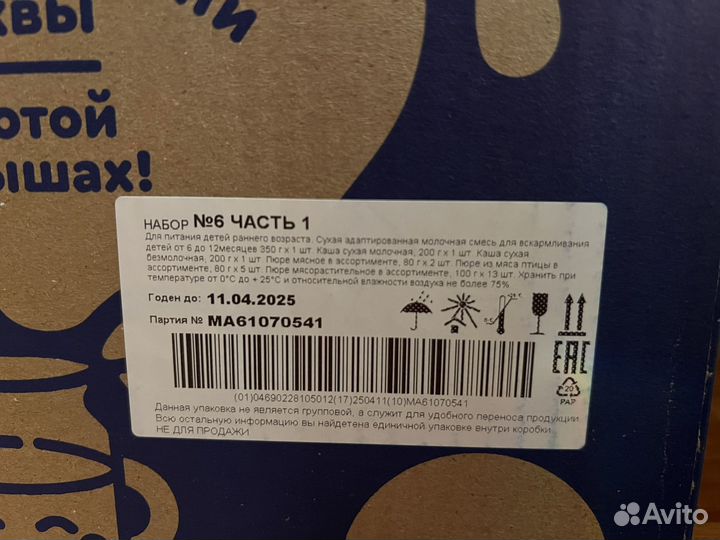 квы
ми
отой
ышах!
НАБОР №6 ЧАСТЬ 1
Для питания детей раннего возраста. Сухая адаптированная молочная смесь для вскармливания
детей от 6 до 12месяцев 350 г х 1 шт. Каша сухая молочная, 200 г х 1 шт. Каша сухая
безмолочная, 200 г х 1 шт. Пюре мясное в ассортименте, 80 г х 2 шт. Пюре из мяса птицы в
ассортименте, 80 г х 5 шт. Пюре мясорастительное в ассортименте, 100 г х 13 шт. Хранить при
температуре от 0°С до + 25°С и относительной влажности воздуха не более 75%
Годен до: 11.04.2025
Партия № МА61070541
EAC
20
PAP
(01)04690228105012(17)250411(10)МА61070541
Данная упаковка не является групповой, а служит для удобного переноса продукции.
Всю остальную информацию вы найдетена единичной упаковке внутри коробки.
НЕ ДЛЯ ПРОДАЖИ
Avito